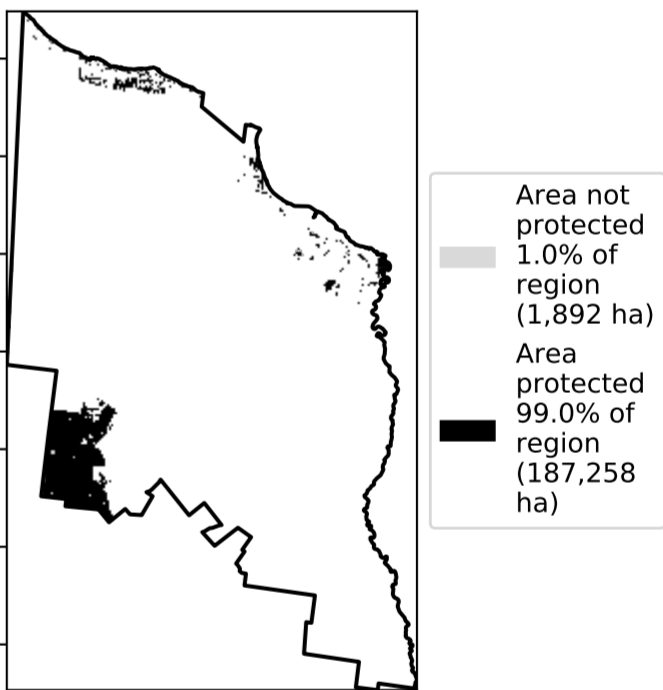 Area not
protected
1.0% of
region
(1,892 ha)
Area
protected
99.0% of
region
(187,258
ha)